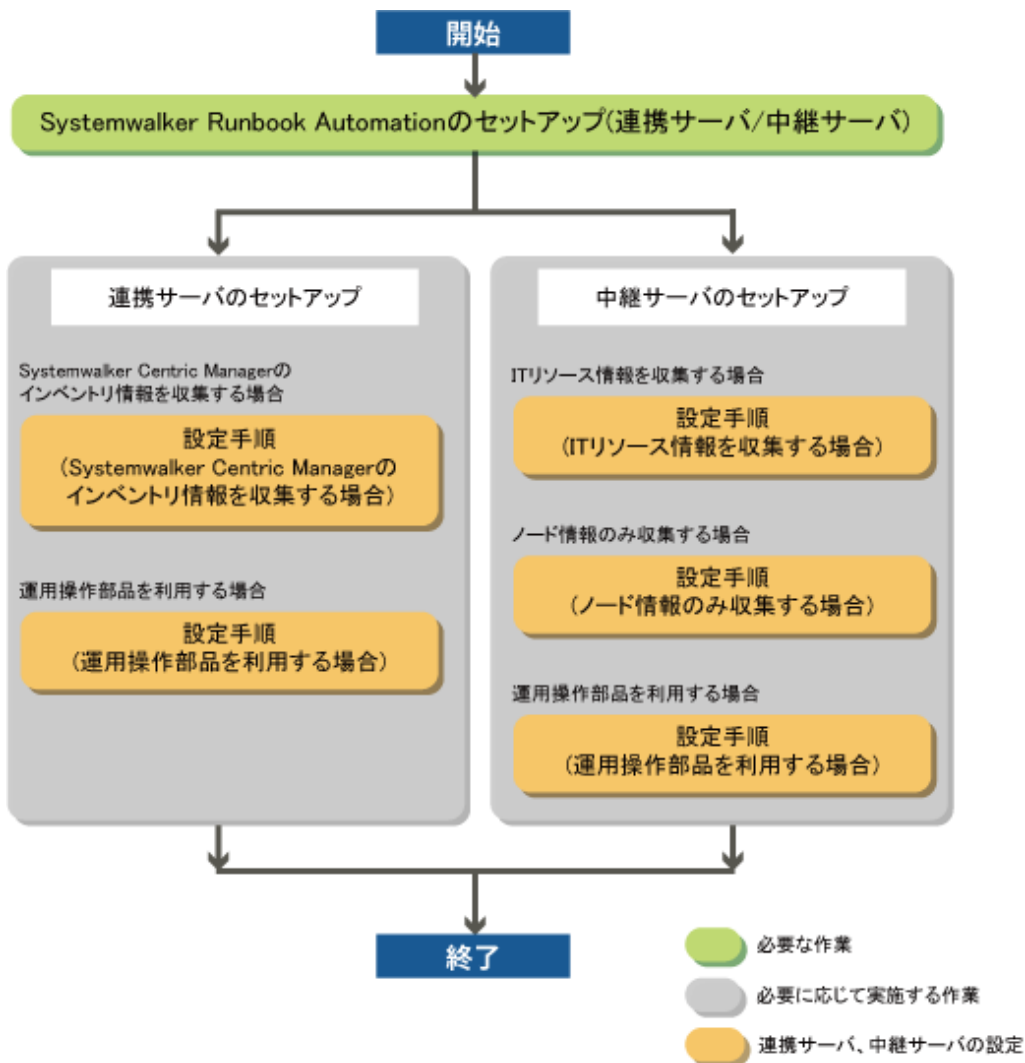 開始
Systemwalker Runbook Automationのセットアップ(連携サーバ/中継サーバ)
連携サーバのセットアップ
Systemwalker Centric Managerの
インベントリ情報を収集する場合
設定手順
(Systemwalker Centric Managerの
インベントリ情報を収集する場合)
運用操作部品を利用する場合
設定手順
(運用操作部品を利用する場合)
中継サーバのセットアップ
ITリソース情報を収集する場合
設定手順
(ITリソース情報を収集する場合)
ノード情報のみ収集する場合
設定手順
(ノード情報のみ収集する場合)
運用操作部品を利用する場合
設定手順
(運用操作部品を利用する場合)
終了
必要な作業
必要に応じて実施する作業
連携サーバ、中継サーバの設定